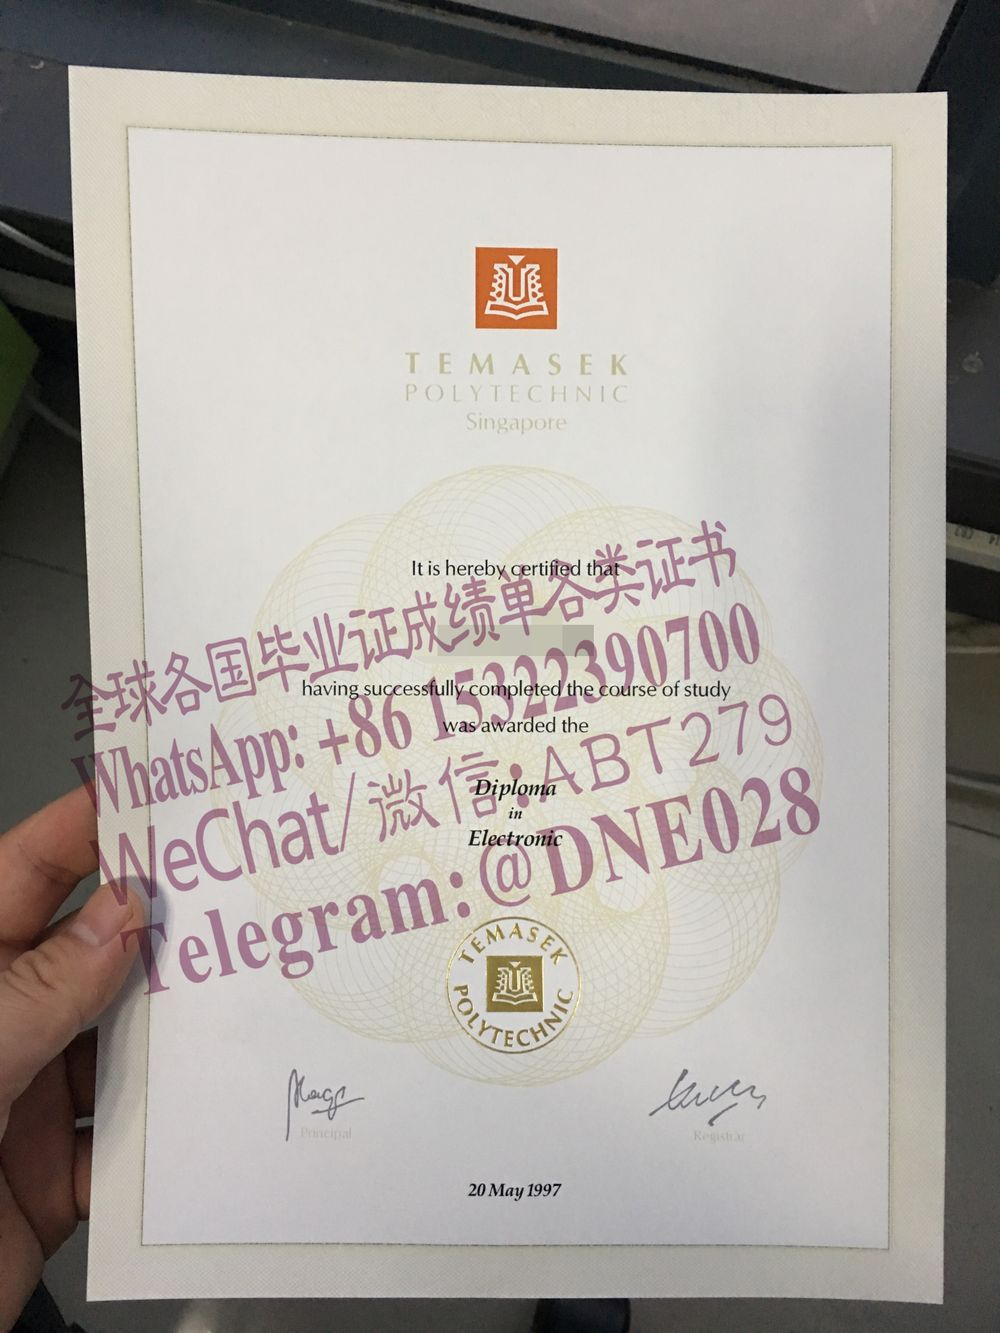 TEMASEK
POLYTECHNIC
Singapore
It is hereby certified that
全球各国毕业证成绩单各类证书
WhatsApp: +86 15322390700
having successfully completed the course of study
was awarded the
WeChat/微信:ABT279
Diploma
in
Electronic
Telegram:@DNE028
TEMASEK
POLYTECHNIC
Principal
Registrar
20 May 1997